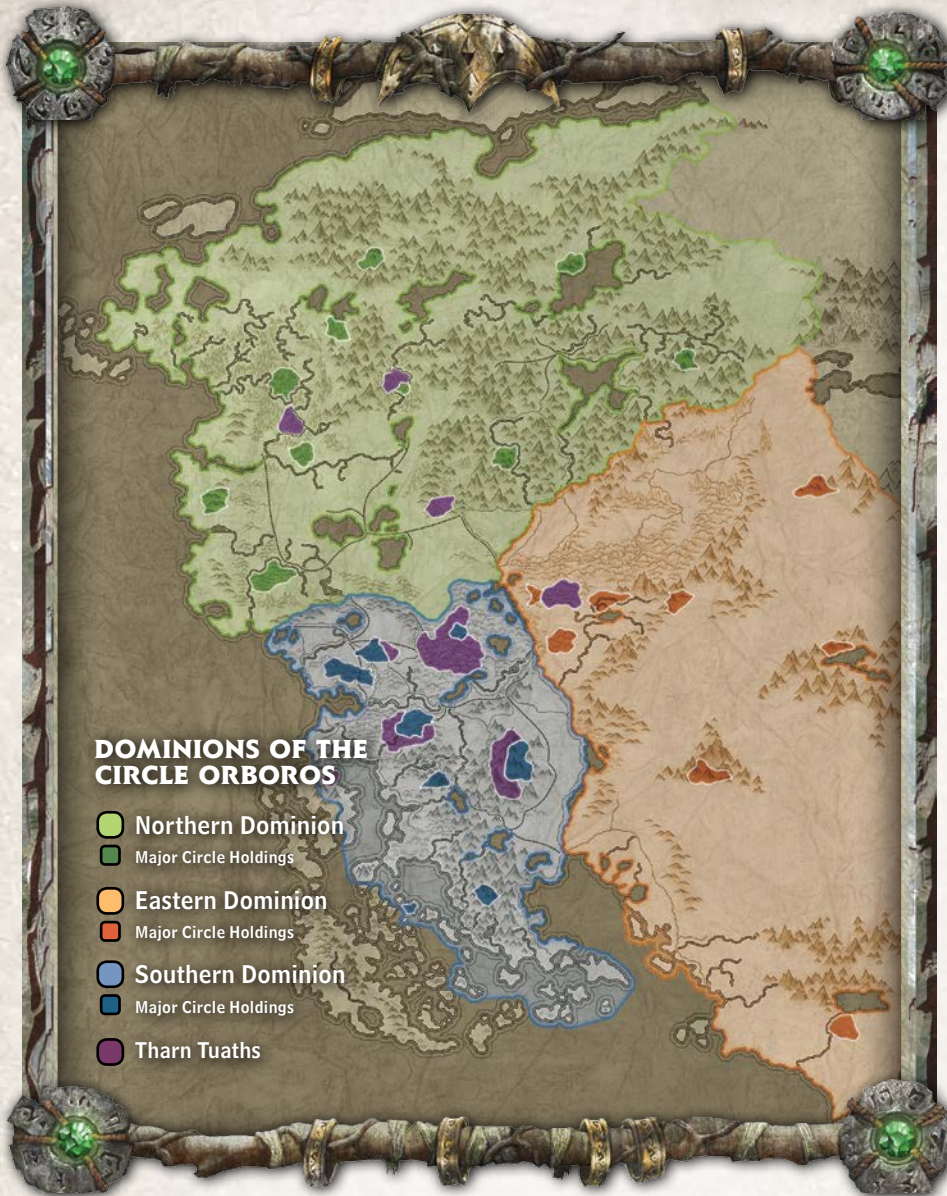 DOMINIONS OF THE
CIRCLE ORBOROS
Northern Dominion
Major Circle Holdings
Eastern Dominion
Major Circle Holdings
Southern Dominion
Major Circle Holdings
Tharn Tuaths